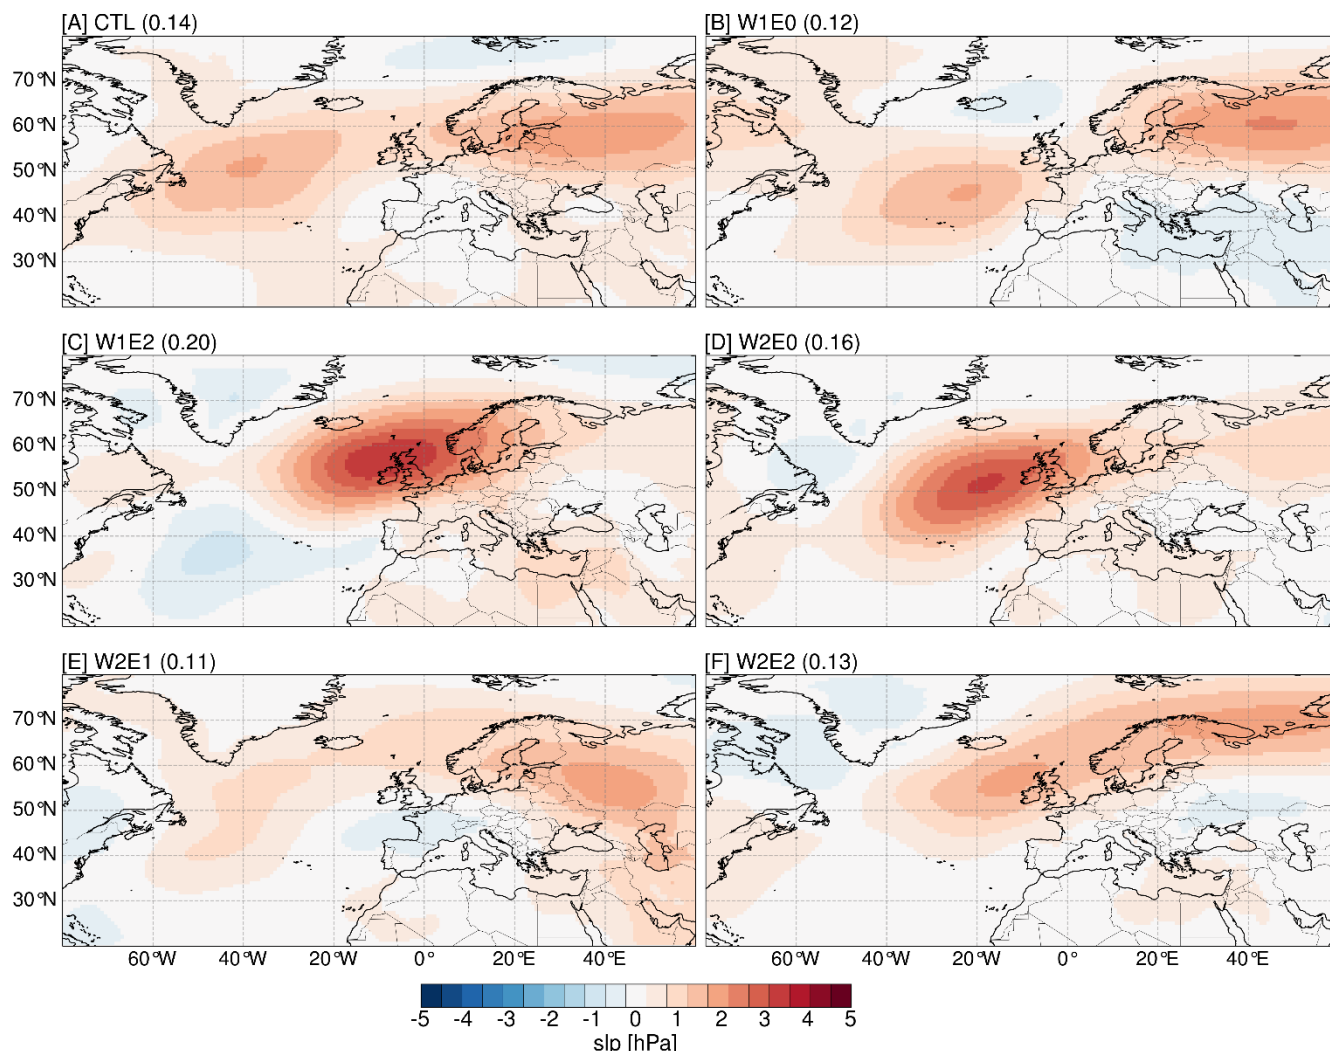 [A] CTL (0.14)
[B] W1E0 (0.12)
70°N
60°N
50°N
40°N
30°N
[C] W1E2 (0.20)
[D] W2E0 (0.16)
70°N
60°N
50°N
40°N
30°N
[E] W2E1 (0.11)
[F] W2E2 (0.13)
70°N
60°N
50°N
40°N
30°N
60°W 40°W 20°W 0° 20°E 40°E 60°W 40°W 20°W 0° 20°E 40°E
-5 -4 -3 -2 -1 0 1 2 3 4 5
slp [hPa]